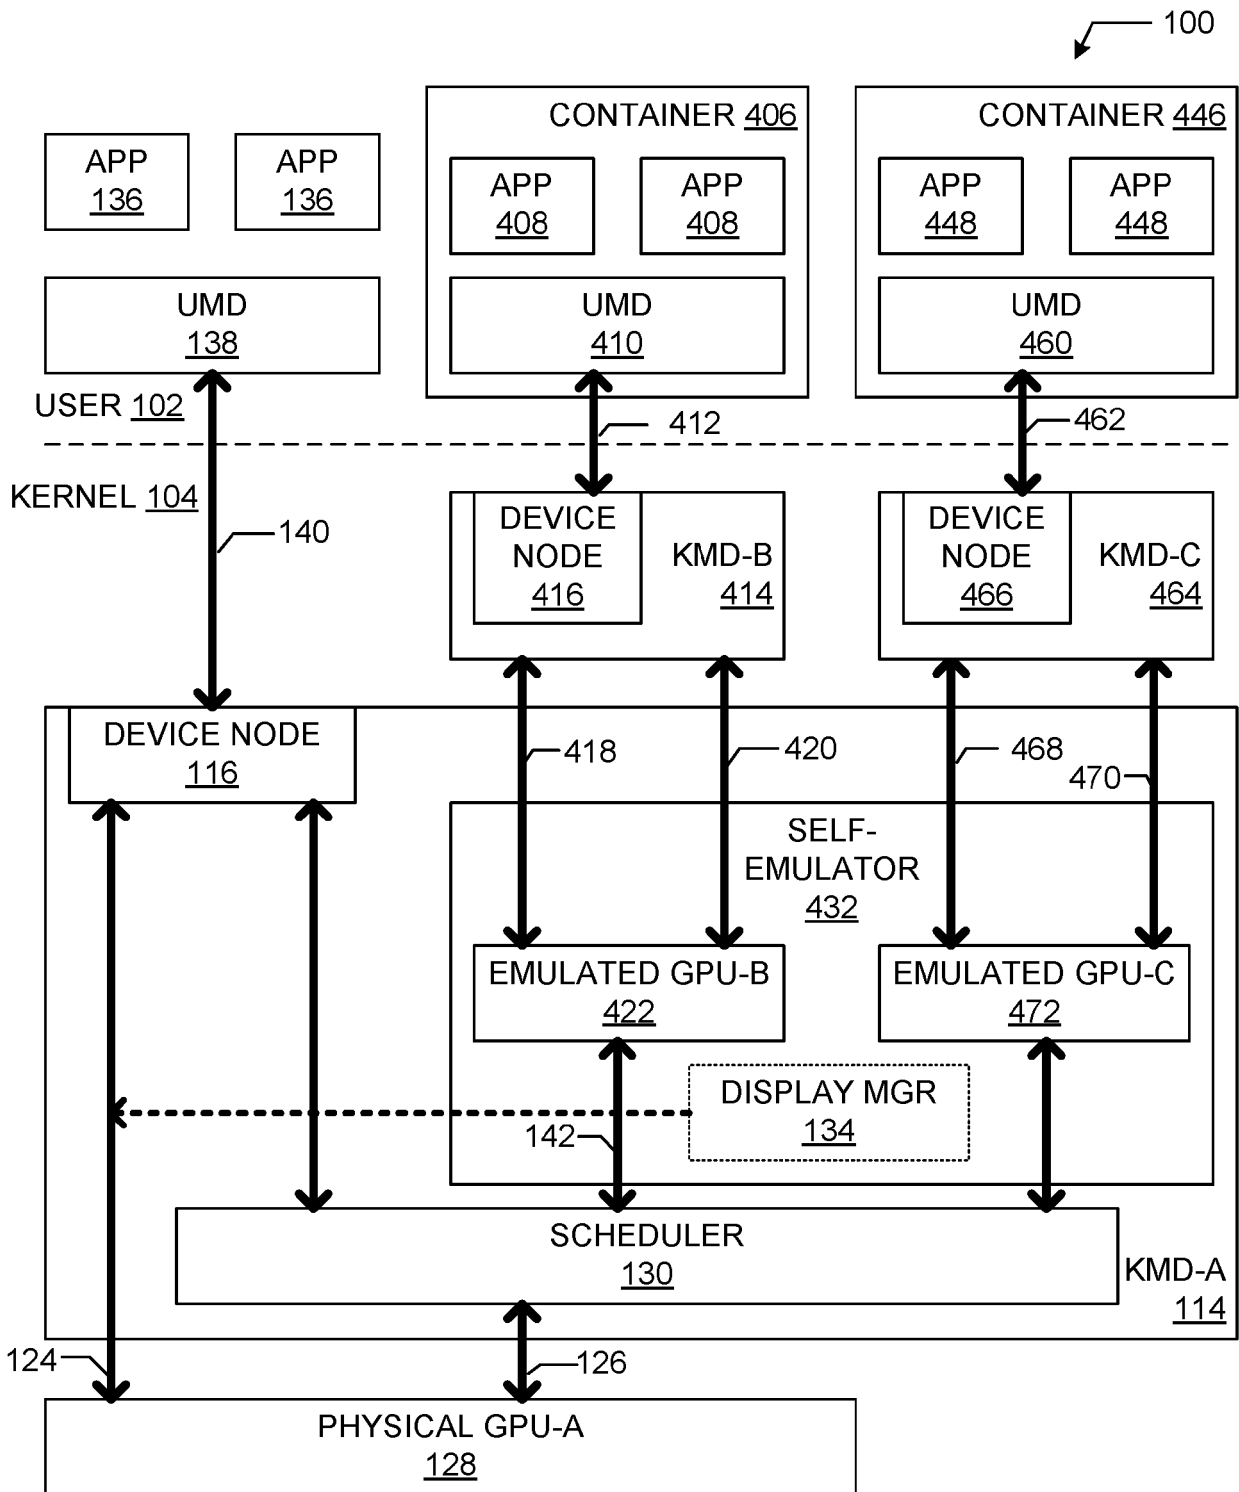 100
CONTAINER 406
CONTAINER 446
APP
136
APP
136
APP
408
APP
408
APP
448
APP
448
UMD
138
UMD
410
UMD
460
USER 102
412
462
KERNEL 104
140
DEVICE
NODE
416
KMD-B
414
DEVICE
NODE
466
KMD-C
464
DEVICE NODE
116
418
420
468
470
SELF-
EMULATOR
432
EMULATED GPU-B
422
EMULATED GPU-C
472
DISPLAY MGR
134
142
SCHEDULER
130
KMD-A
114
124
126
PHYSICAL GPU-A
128